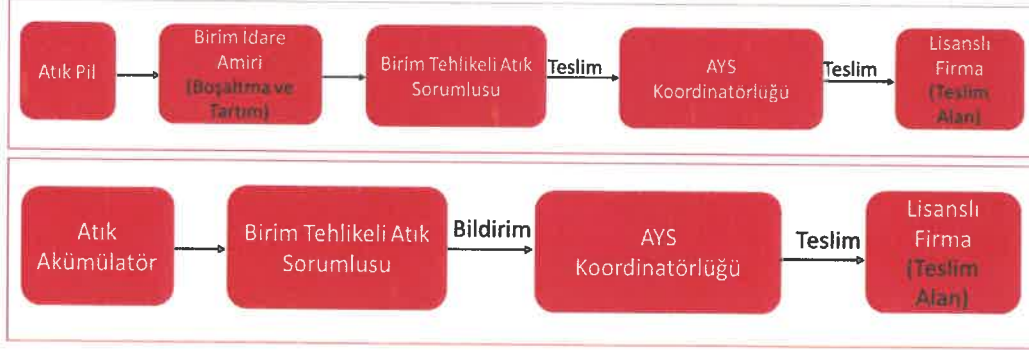 Atık Pil
Birim İdare
Amiri
(Boşaltma ve
Tartım)
Birim Tehlikeli Atık
Sorumlusu
Teslim
AYS
Koordinatörlüğü
Teslim
Lisanslı
Firma
(Teslim
Alan)
Atık
Akümülatör
Birim Tehlikeli Atık
Sorumlusu
Bildirim
AYS
Koordinatörlüğü
Teslim
Lisanslı
Firma
(Teslim
Alan)